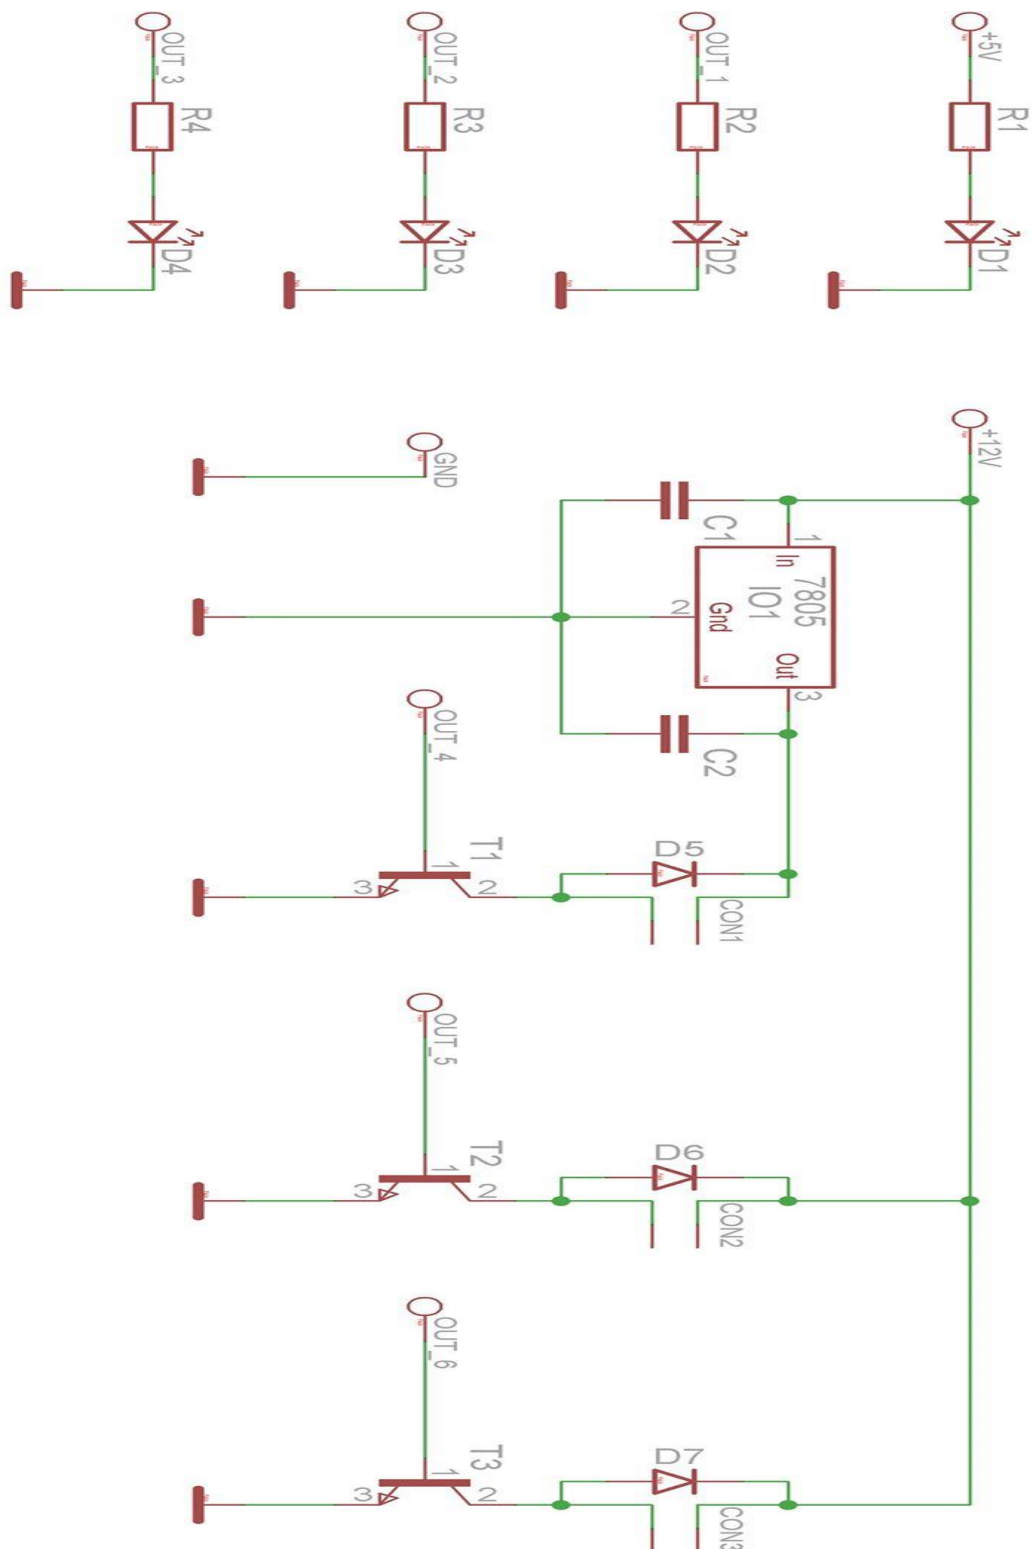 OUT_3
R4
D4
OUT_2
R3
D3
OUT_1
R2
D2
+5V
R1
D1
+12V
GND
C1
1
In
7805
IO1
2
Gnd
Out
3
C2
OUT_4
T1
1
3
2
D5
CON1
OUT_5
T2
1
3
2
D6
CON2
OUT_6
T3
1
3
2
D7
CON3